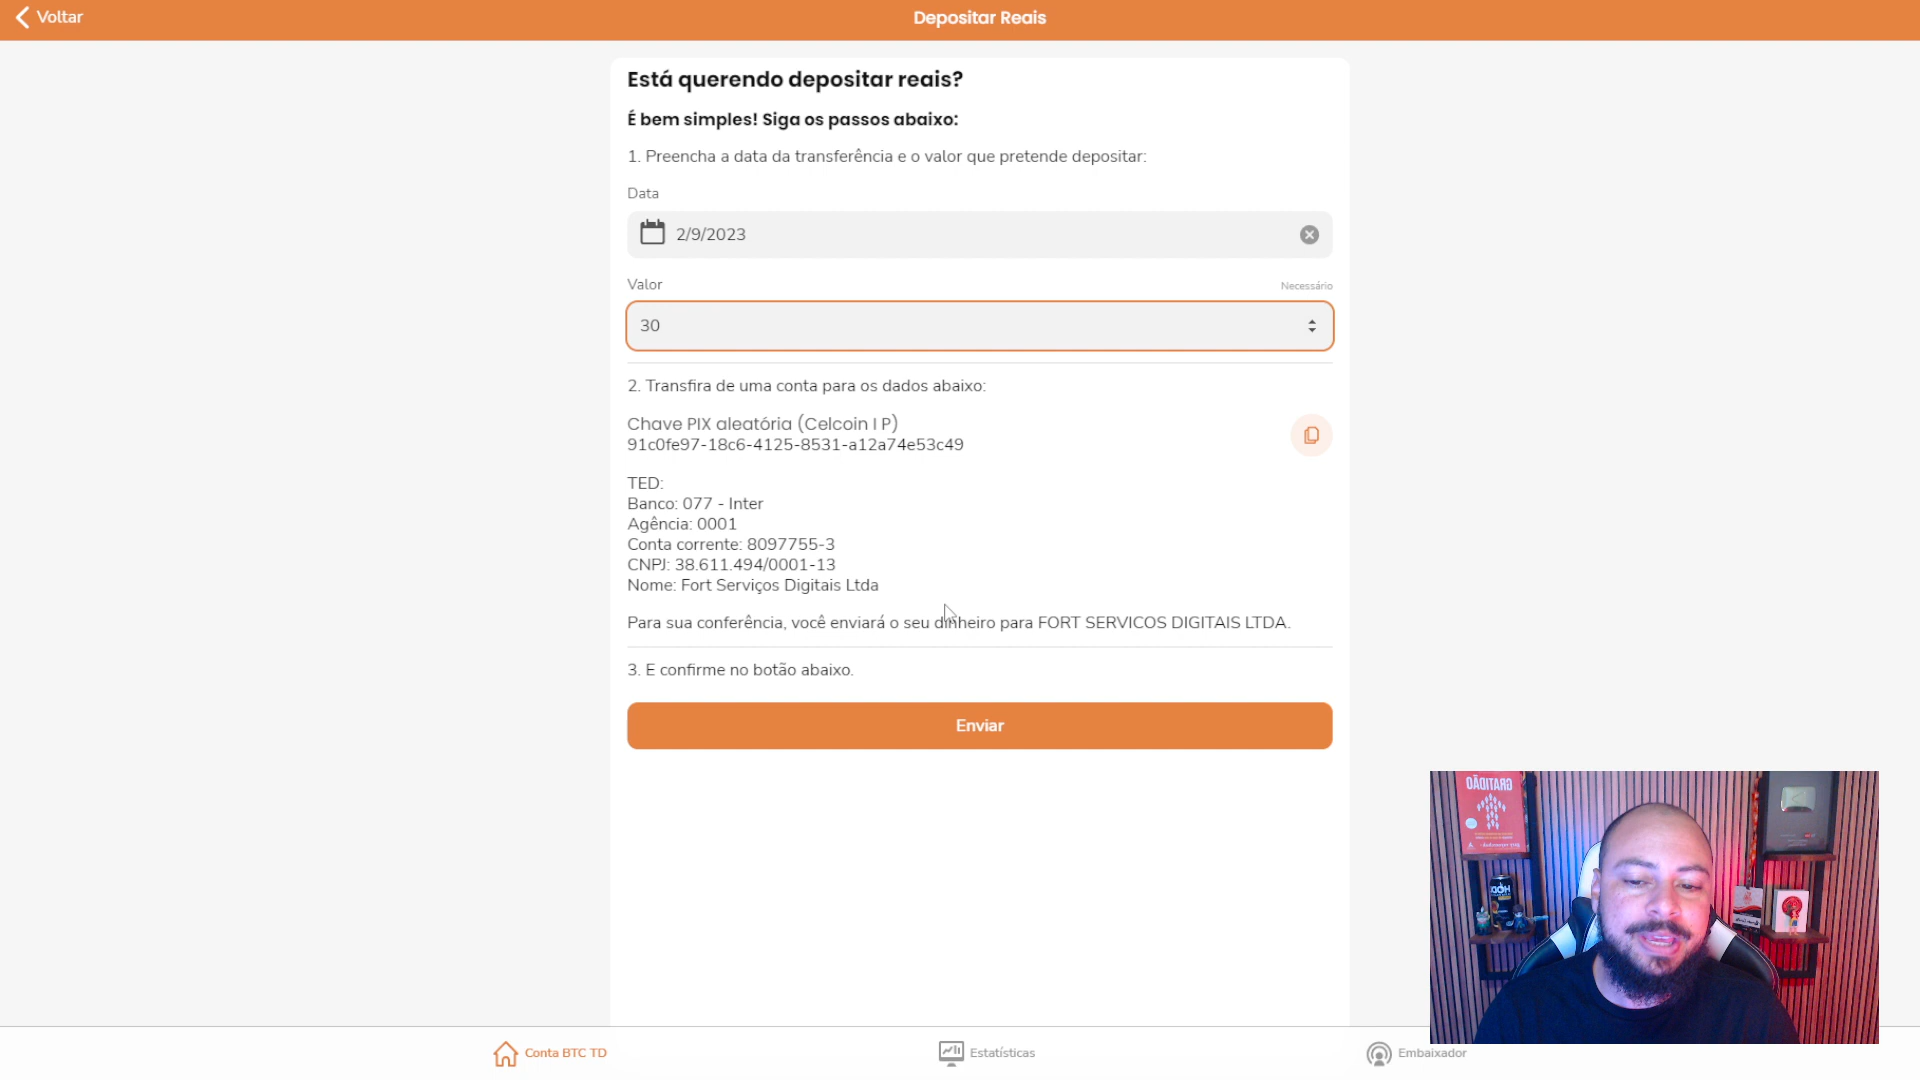 Voltar
Depositar Reais
Está querendo depositar reais?
É bem simples! Siga os passos abaixo:
1. Preencha a data da transferência e o valor que pretende depositar:
Data
2/9/2023
Valor
Necessário
30
2. Transfira de uma conta para os dados abaixo:
Chave PIX aleatória (Celcoin I P)
91c0fe97-18c6-4125-8531-a12a74e53c49
TED:
Banco: 077 - Inter
Agência: 0001
Conta corrente: 8097755-3
CNPJ: 38.611.494/0001-13
Nome: Fort Serviços Digitais Ltda
Para sua conferência, você enviará o seu dinheiro para FORT SERVICOS DIGITAIS LTDA.
3. E confirme no botão abaixo.
Enviar
GRATIDÃO
Conta BTC TD
Estatísticas
Embaixador